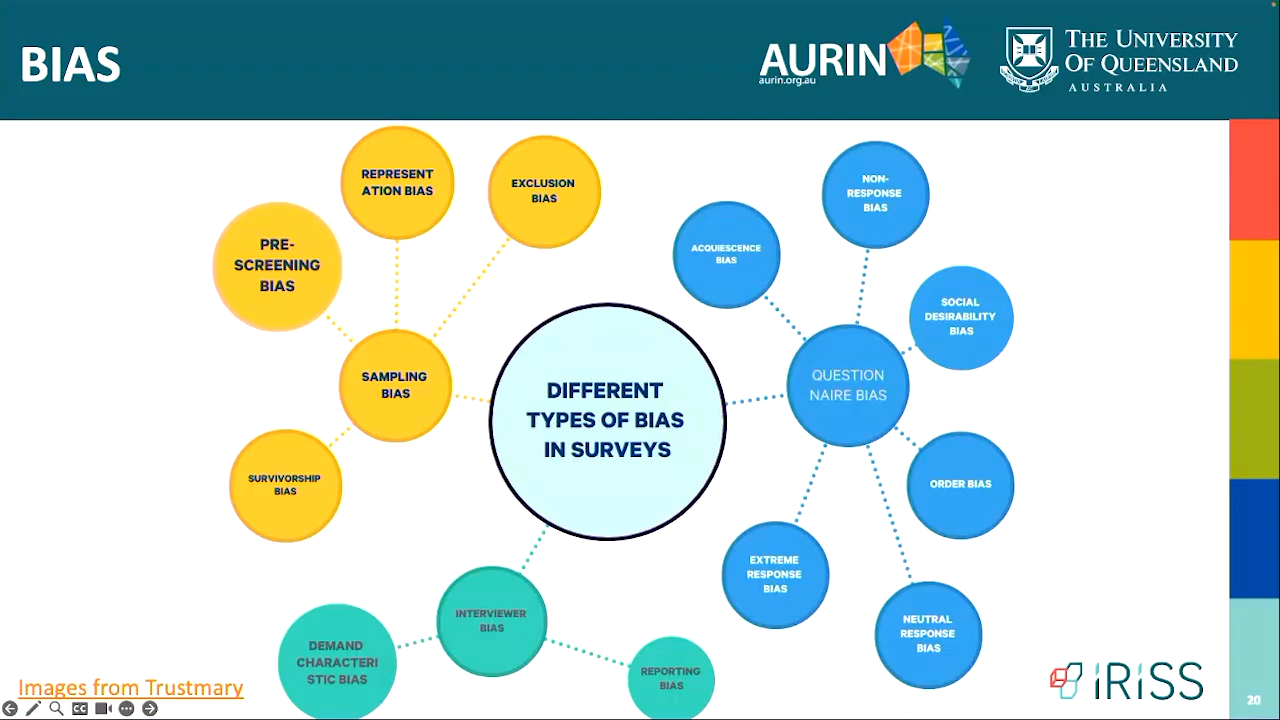 BIAS
AURIN
aurin.org.au
THE UNIVERSITY
OF QUEENSLAND
AUSTRALIA
REPRESENT
ATION BIAS
EXCLUSION
BIAS
PRE-
SCREENING
BIAS
SAMPLING
BIAS
SURVIVORSHIP
BIAS
DIFFERENT
TYPES OF BIAS
IN SURVEYS
NON-
RESPONSE
BIAS
ACQUIESCENCE
BIAS
SOCIAL
DESIRABILITY
BIAS
QUESTION
NAIRE BIAS
ORDER BIAS
EXTREME
RESPONSE
BIAS
NEUTRAL
RESPONSE
BIAS
INTERVIEWER
BIAS
DEMAND
CHARACTERI
STIC BIAS
REPORTING
BIAS
Images from Trustmary
CC
iRiSS
20